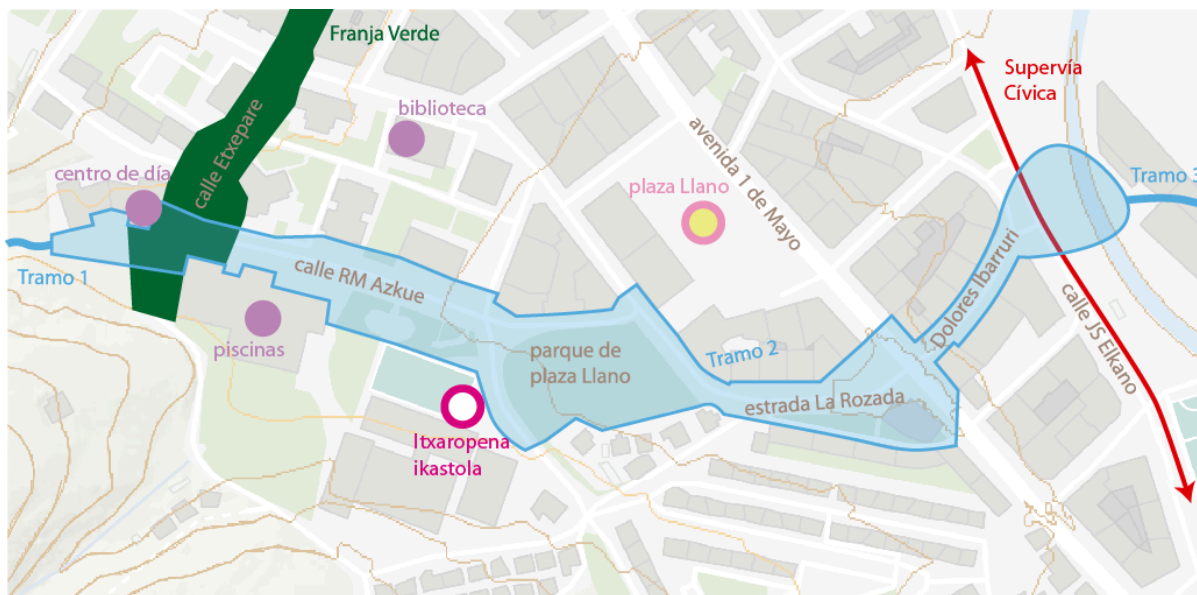 Franja Verde
Supervía
Cívica
biblioteca
calle Etxepare
avenida 1 de Mayo
centro de día
plaza Llano
Tramo 3
Tramo 1
calle RM Azkue
Dolores Ibarruri
calle JS Elkano
piscinas
parque de
plaza Llano
Tramo 2
estrada La Rozada
Itxaropena
ikastola